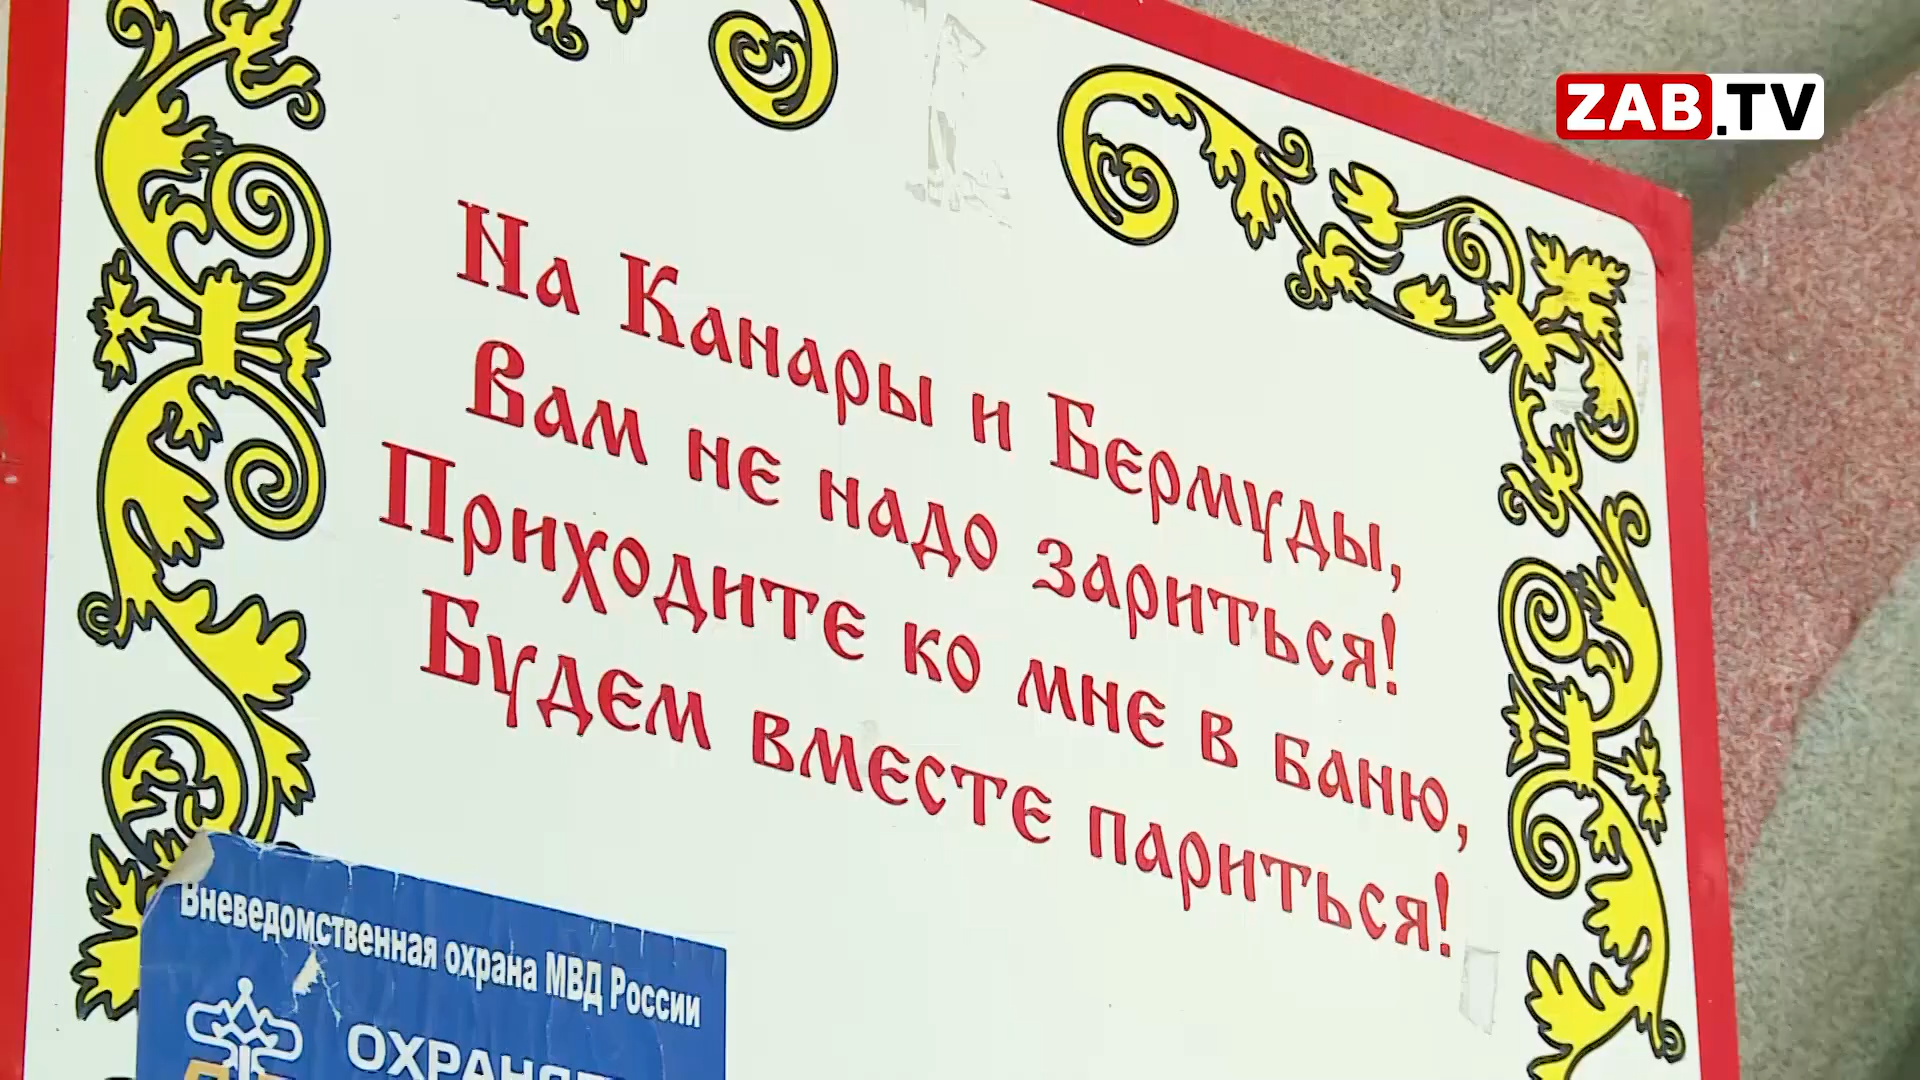 ZAB.TV
На Канары и Бермуды,
Вам не надо зариться!
Приходите ко мне в баню,
Будем вместе париться!
Вневедомственная охрана МВД России